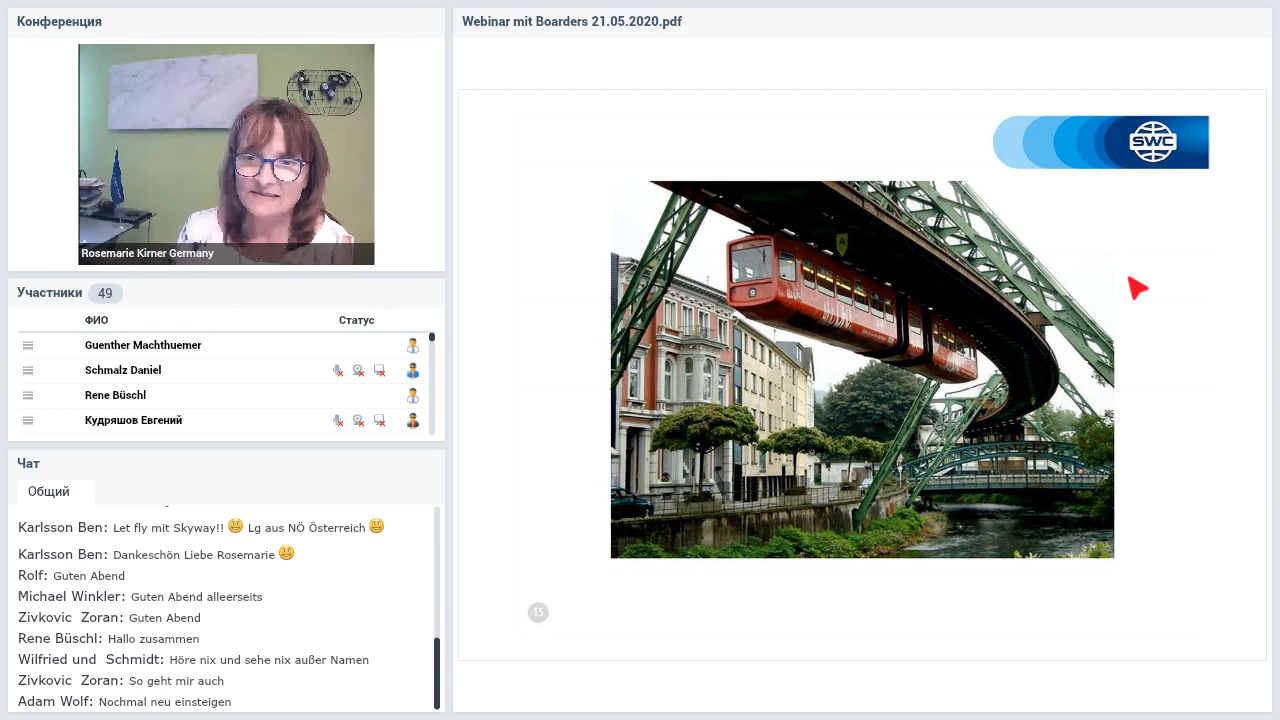 Конференция
Rosemarie Kirner Germany
Участники 49
ФИО Статус
Guenther Machthuemer
Schmalz Daniel
Rene Büschl
Кудряшов Евгений
Чат
Общий
Karlsson Ben: Let fly mit Skyway!! Lg aus NÖ Österreich
Karlsson Ben: Dankeschön Liebe Rosemarie
Rolf: Guten Abend
Michael Winkler: Guten Abend alleerseits
Zivkovic Zoran: Guten Abend
Rene Büschl: Hallo zusammen
Wilfried und Schmidt: Höre nix und sehe nix außer Namen
Zivkovic Zoran: So geht mir auch
Adam Wolf: Nochmal neu einsteigen
Webinar mit Boarders 21.05.2020.pdf
SWC
A
15